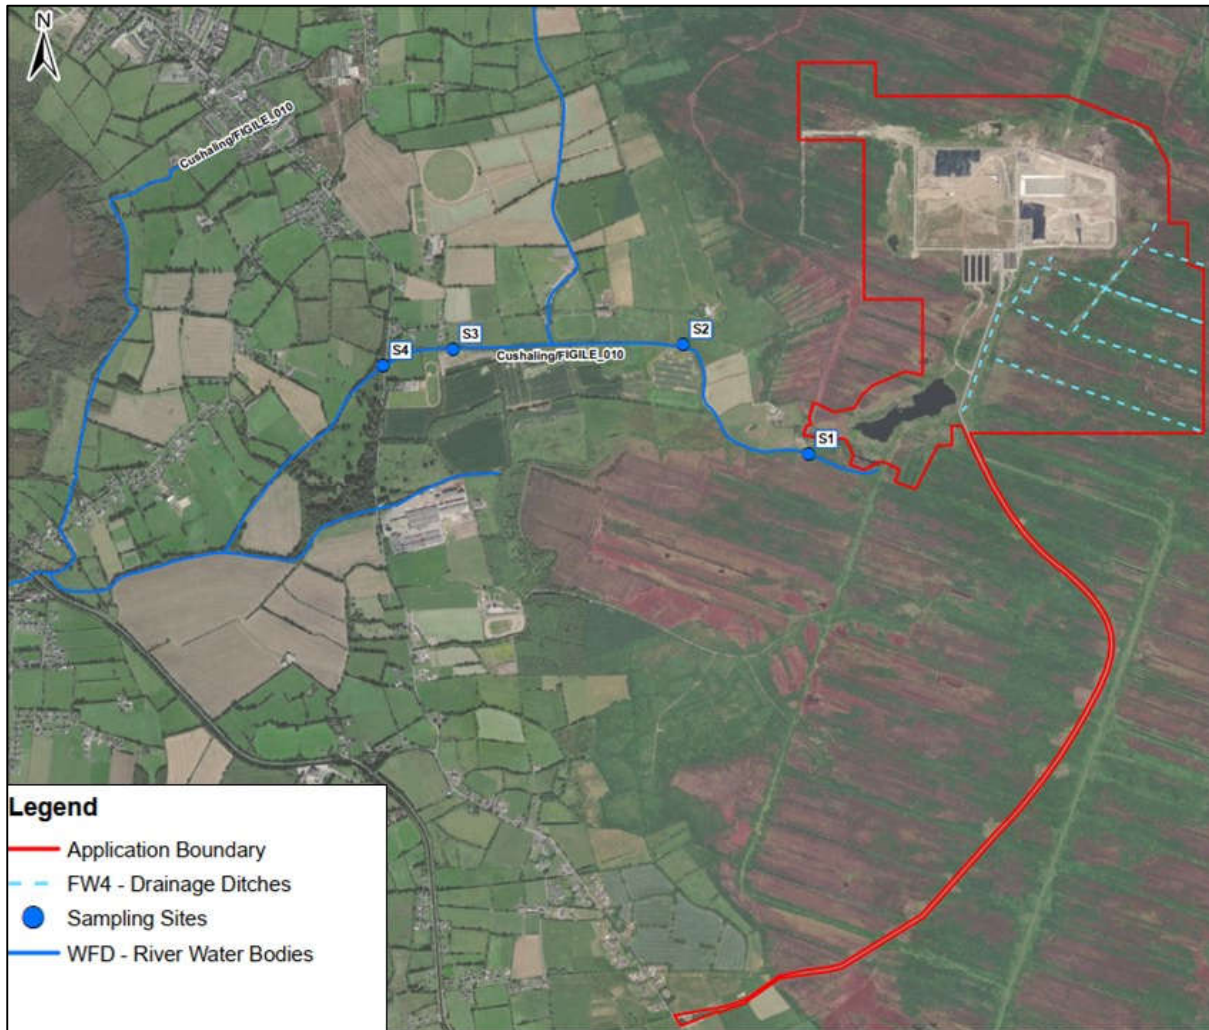 N
Cushaling/FIGILE_010
S2
S3
S4
Cushaling/FIGILE_010
S1
Legend
Application Boundary
FW4 - Drainage Ditches
Sampling Sites
WFD - River Water Bodies